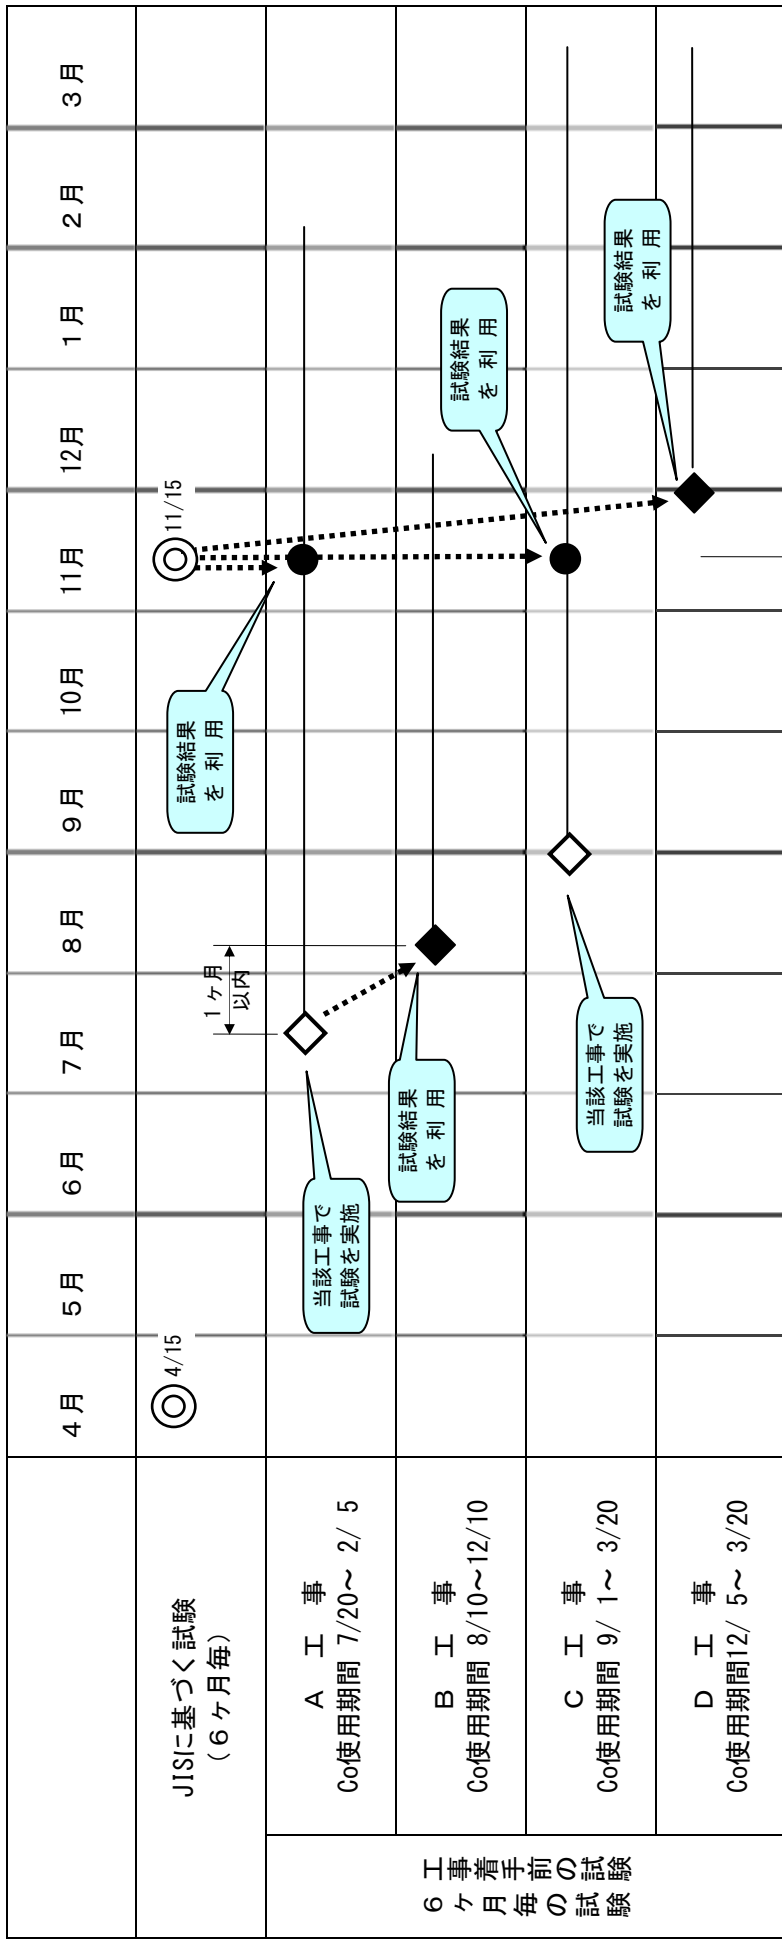 4月 5月 6月 7月 8月 9月 10月 11月 12月 1月 2月 3月
JISに基づく試験
（６ヶ月毎）
4/15
11/15
1ヶ月
以内
試験結果
を 利 用
工事着手前の試験
６ヶ月毎の試験
A 工 事
Co使用期間 7/20～ 2/ 5
当該工事で
試験を実施
B 工 事
Co使用期間 8/10～12/10
試験結果
を 利 用
C 工 事
Co使用期間 9/ 1～ 3/20
当該工事で
試験を実施
試験結果
を 利 用
D 工 事
Co使用期間12/ 5～ 3/20
試験結果
を 利 用